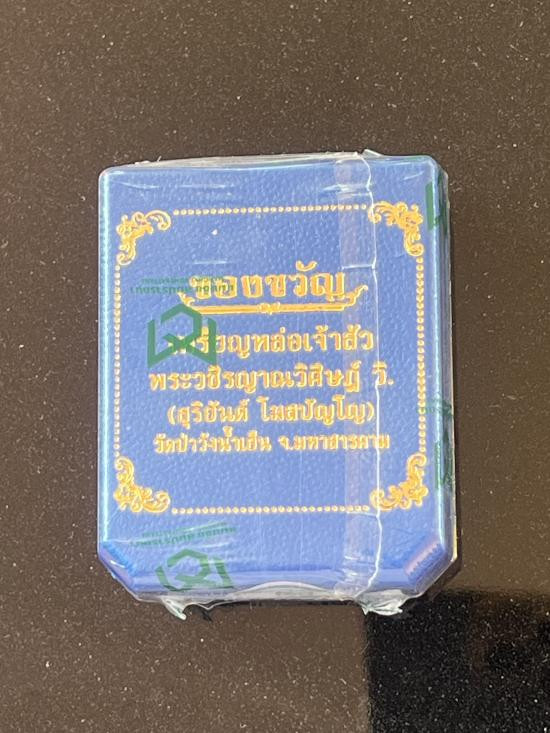 ของขวัญ
เหรียญหล่อเจ้าสัว
พระวชิรญาณวิศิษฏ์ วิ.
(สุริยันต์ โฆสปัญโญ)
วัดป่าวังน้ำเย็น จ.มหาสารคาม